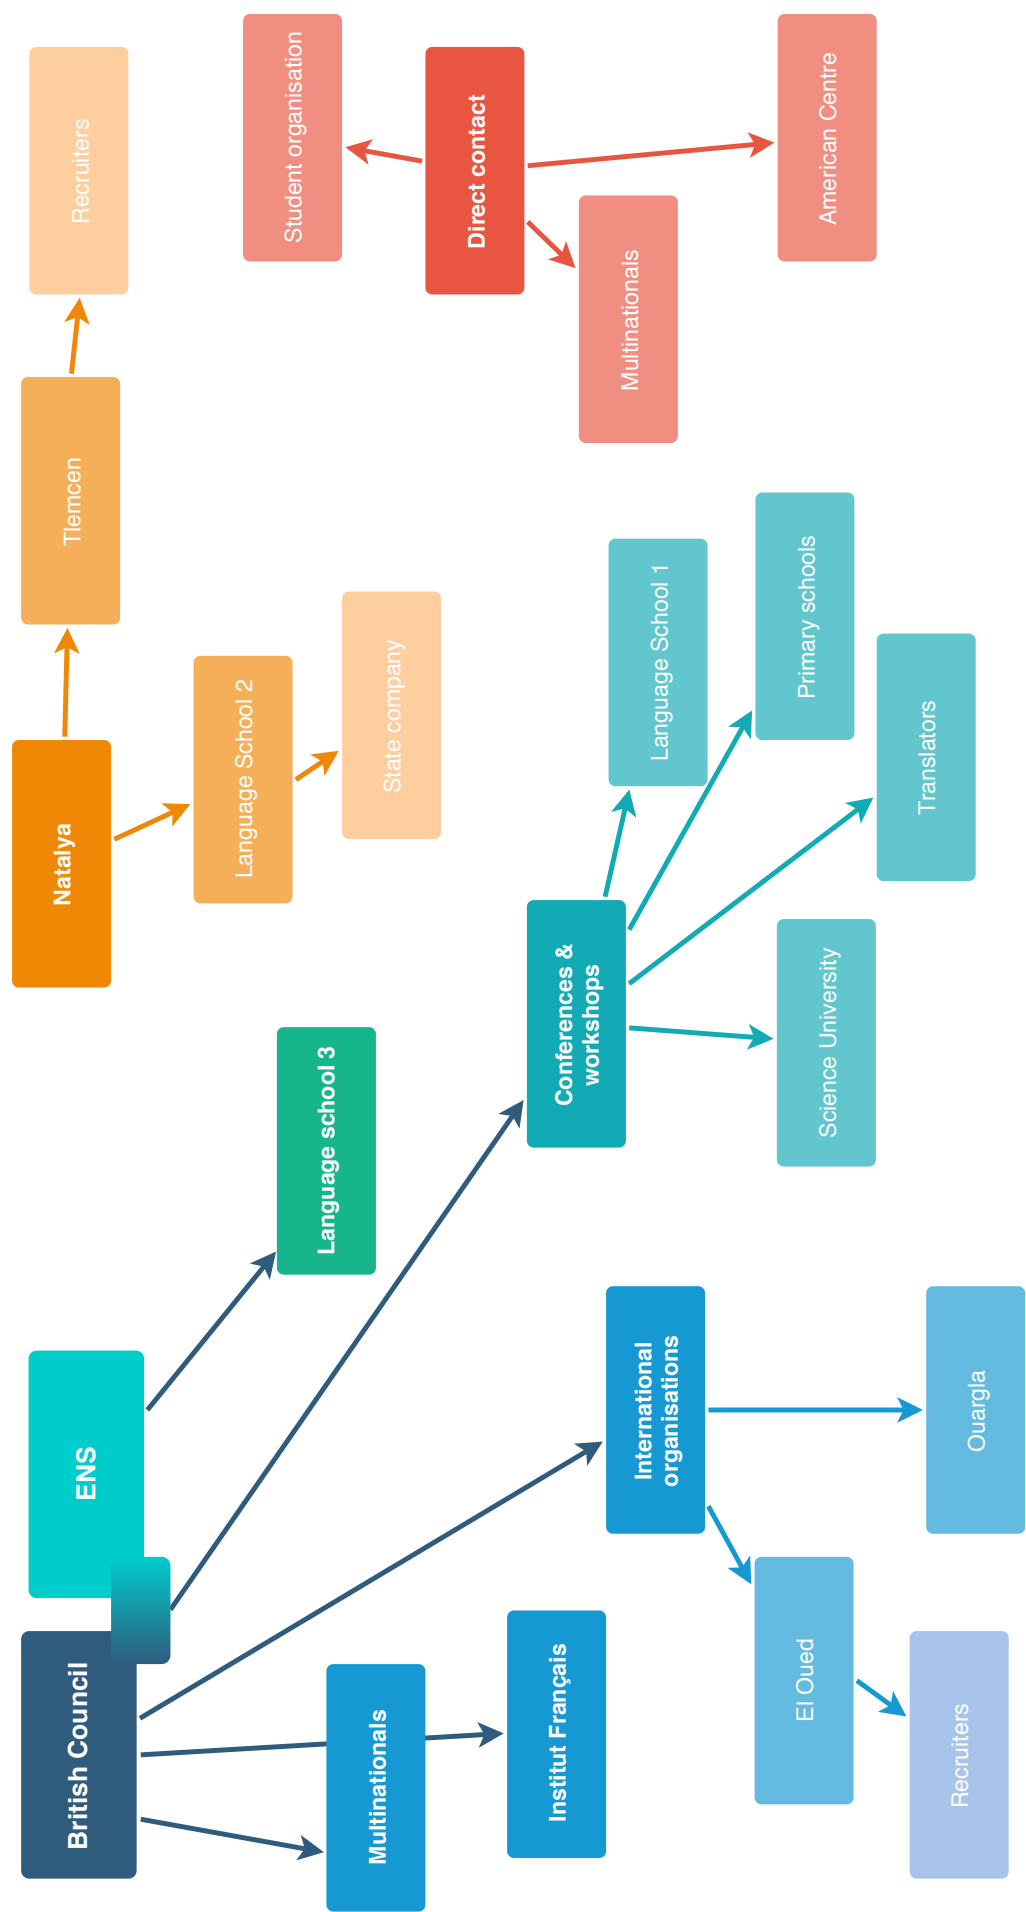 British Council
ENS
Natalya
Tlemcen
Recruiters
Language School 2
State company
Language school 3
Student organisation
Direct contact
Multinationals
American Centre
Multinationals
Institut Français
International
organisations
El Oued
Ouargla
Recruiters
Conferences &
workshops
Language School 1
Primary schools
Translators
Science University